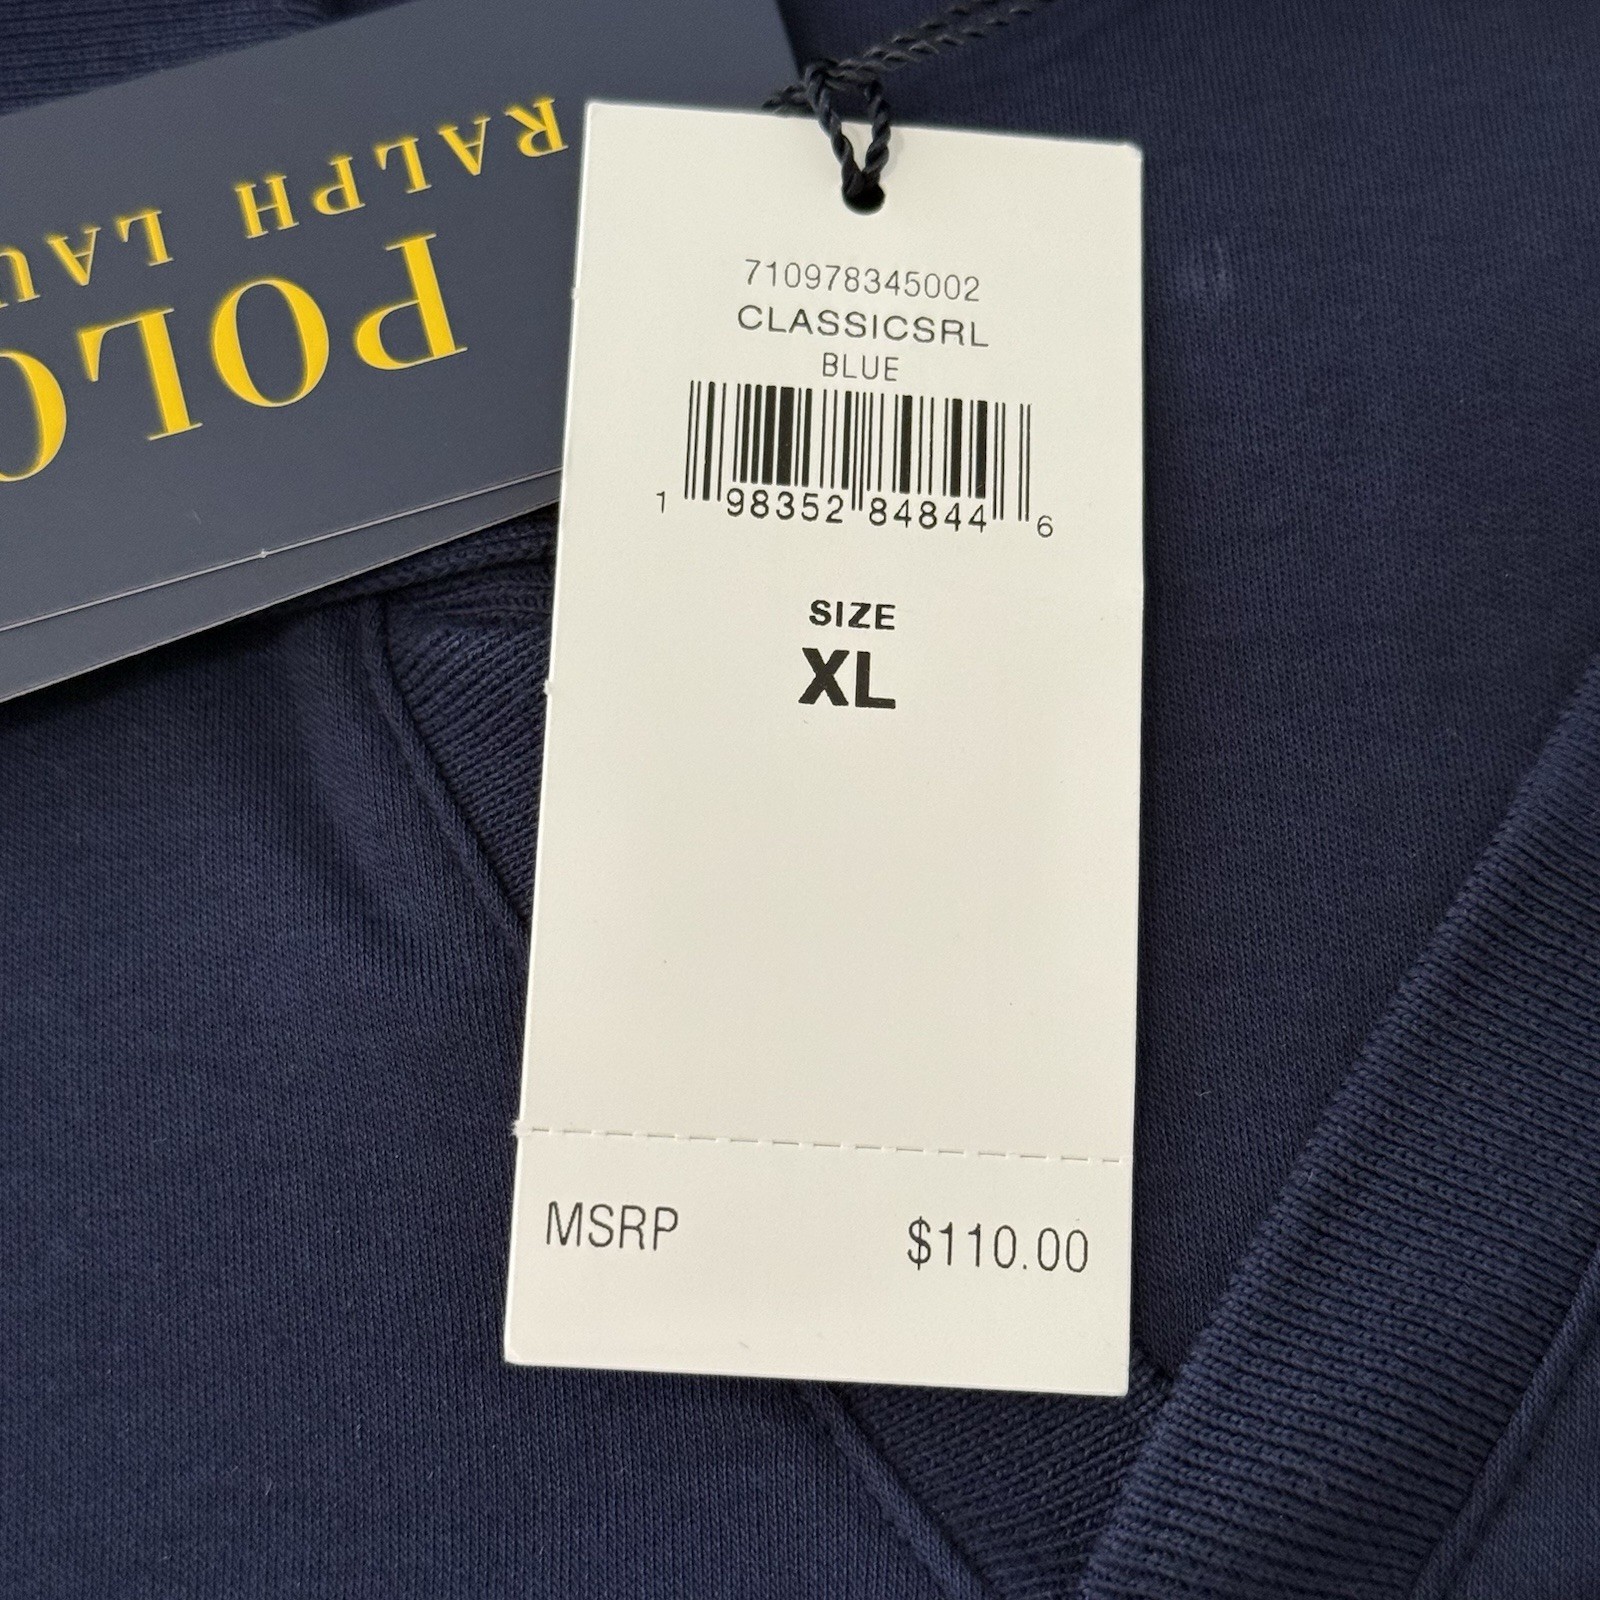 POLO
RALPH LAU
710978345002
CLASSICSRL
BLUE
1 98352 84844 6
SIZE
XL
MSRP $110.00